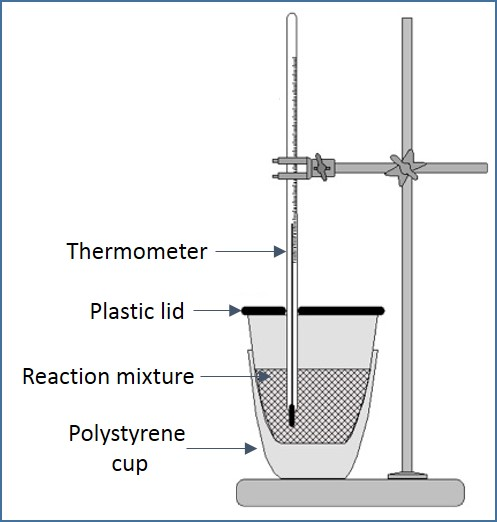 Thermometer
Plastic lid
Reaction mixture
Polystyrene
cup